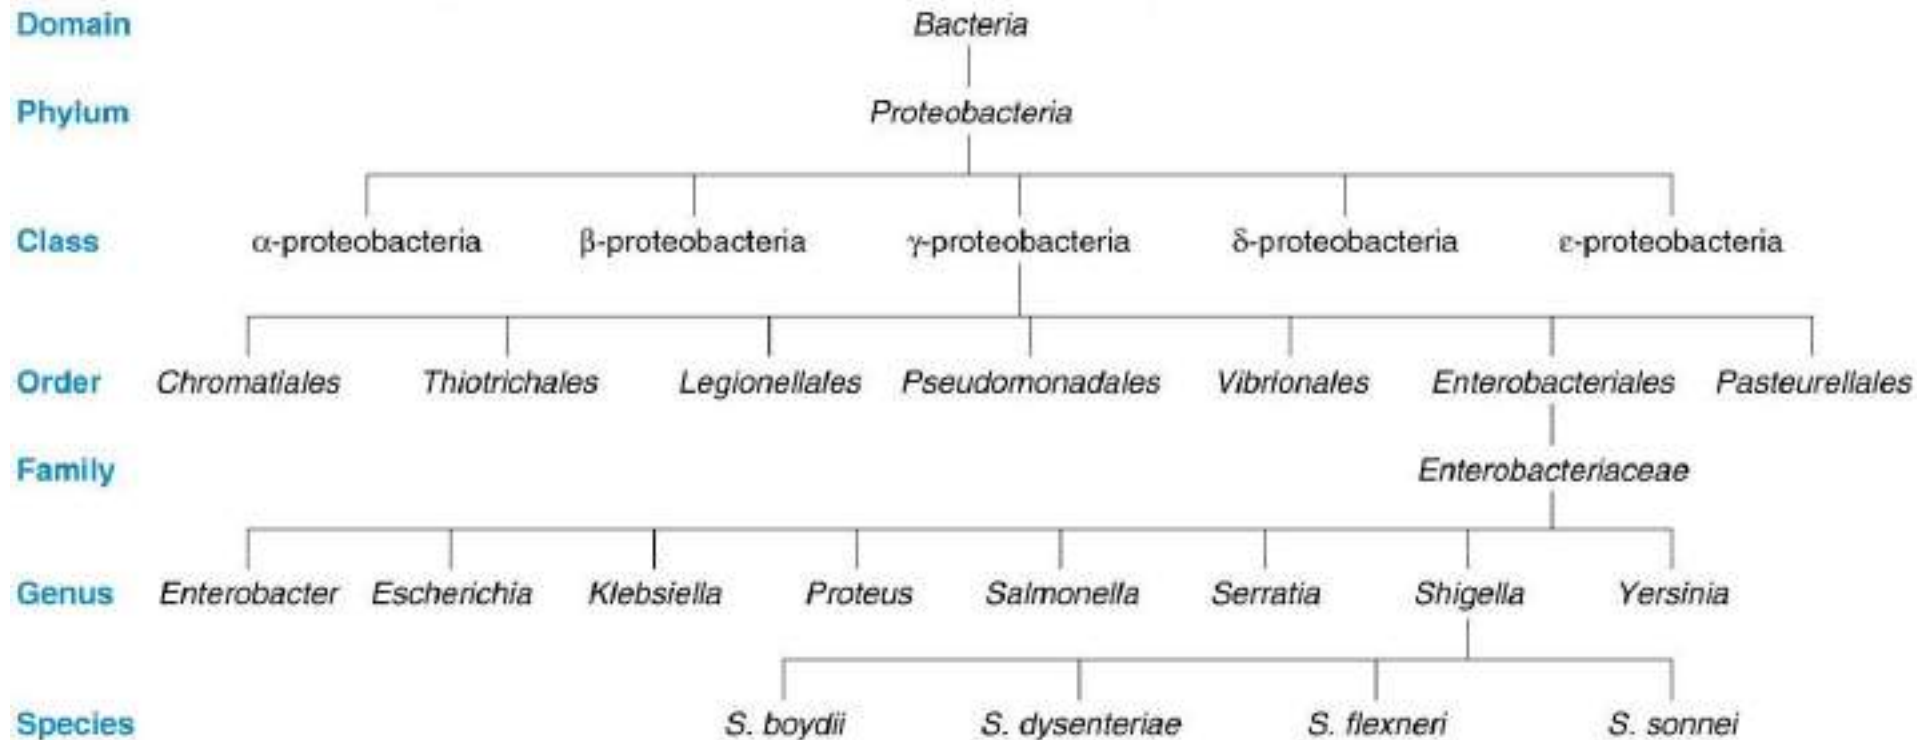 Domain Bacteria
Phylum Proteobacteria
Class α-proteobacteria β-proteobacteria γ-proteobacteria δ-proteobacteria ε-proteobacteria
Order Chromatiales Thiotrichales Legionellales Pseudomonadales Vibrionales Enterobacteriales Pasteurellales
Family Enterobacteriaceae
Genus Enterobacter Escherichia Klebsiella Proteus Salmonella Serratia Shigella Yersinia
Species S. boydii S. dysenteriae S. flexneri S. sonnei